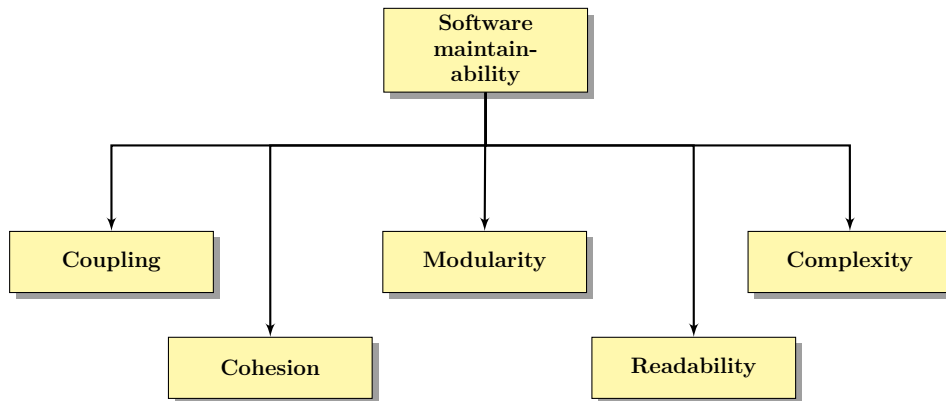 Software
maintain-
ability
Coupling
Modularity
Complexity
Cohesion
Readability